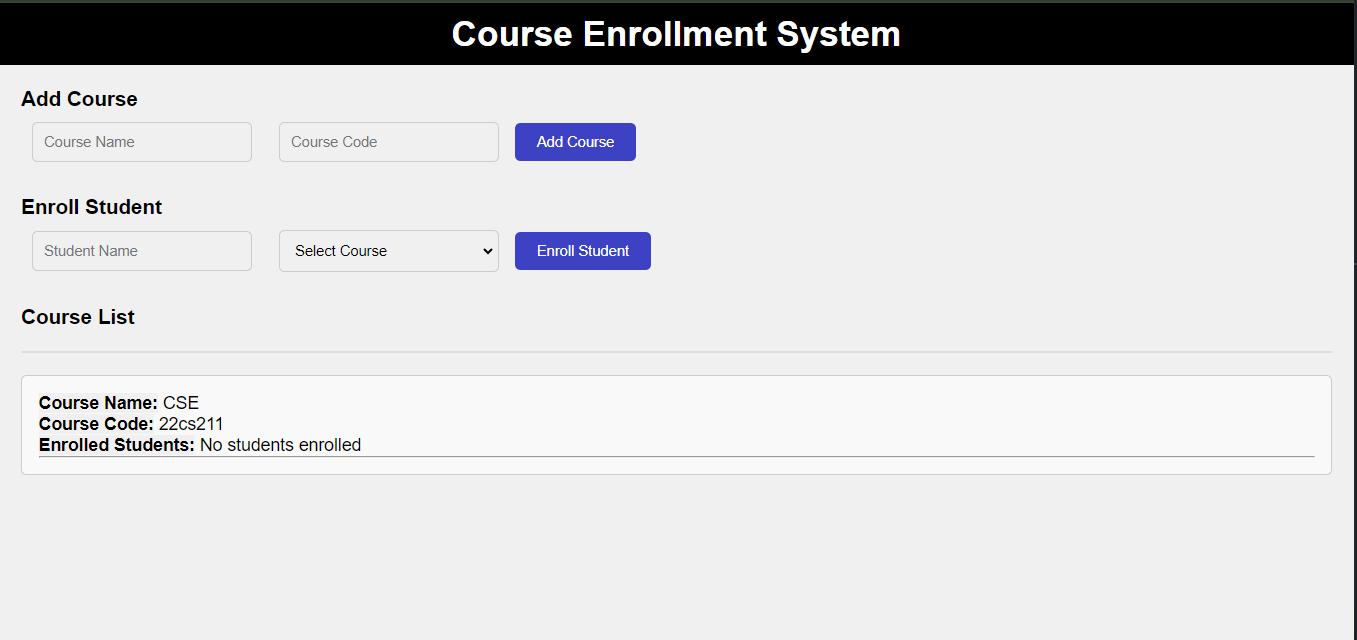 Course Enrollment System
Add Course
Course Name
Course Code
Add Course
Enroll Student
Student Name
Select Course
Enroll Student
Course List
Course Name: CSE
Course Code: 22cs211
Enrolled Students: No students enrolled